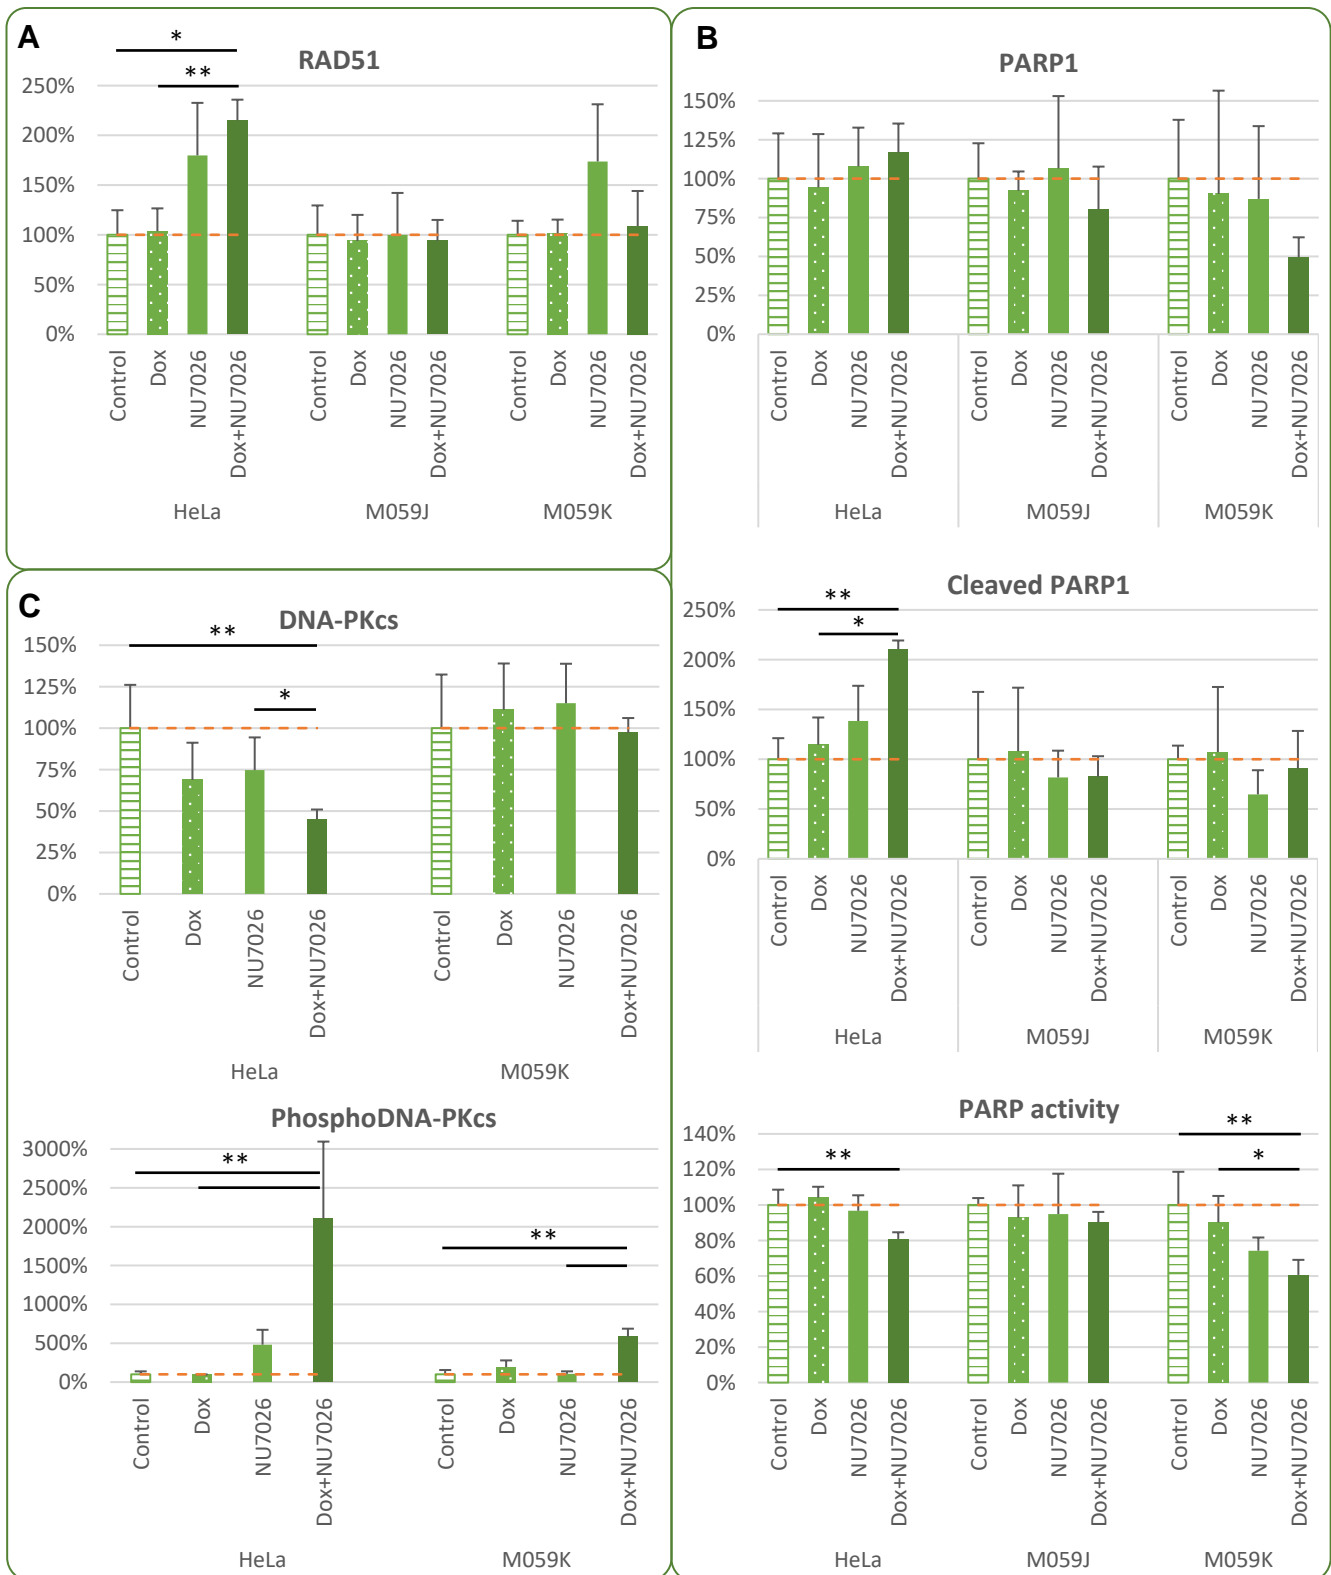 A
RAD51
*
**
250%
200%
150%
100%
50%
0%
Control
Dox
NU7026
Dox+NU7026
Control
Dox
NU7026
Dox+NU7026
Control
Dox
NU7026
Dox+NU7026
HeLa M059J M059K
B
PARP1
150%
125%
100%
75%
50%
25%
0%
Control
Dox
NU7026
Dox+NU7026
Control
Dox
NU7026
Dox+NU7026
Control
Dox
NU7026
Dox+NU7026
HeLa M059J M059K
Cleaved PARP1
**
*
250%
200%
150%
100%
50%
0%
Control
Dox
NU7026
Dox+NU7026
Control
Dox
NU7026
Dox+NU7026
Control
Dox
NU7026
Dox+NU7026
HeLa M059J M059K
PARP activity
**
**
*
140%
120%
100%
80%
60%
40%
20%
0%
Control
Dox
NU7026
Dox+NU7026
Control
Dox
NU7026
Dox+NU7026
Control
Dox
NU7026
Dox+NU7026
HeLa M059J M059K
C
DNA-PKcs
**
*
150%
125%
100%
75%
50%
25%
0%
Control
Dox
NU7026
Dox+NU7026
Control
Dox
NU7026
Dox+NU7026
HeLa M059K
PhosphoDNA-PKcs
**
**
3000%
2500%
2000%
1500%
1000%
500%
0%
Control
Dox
NU7026
Dox+NU7026
Control
Dox
NU7026
Dox+NU7026
HeLa M059K